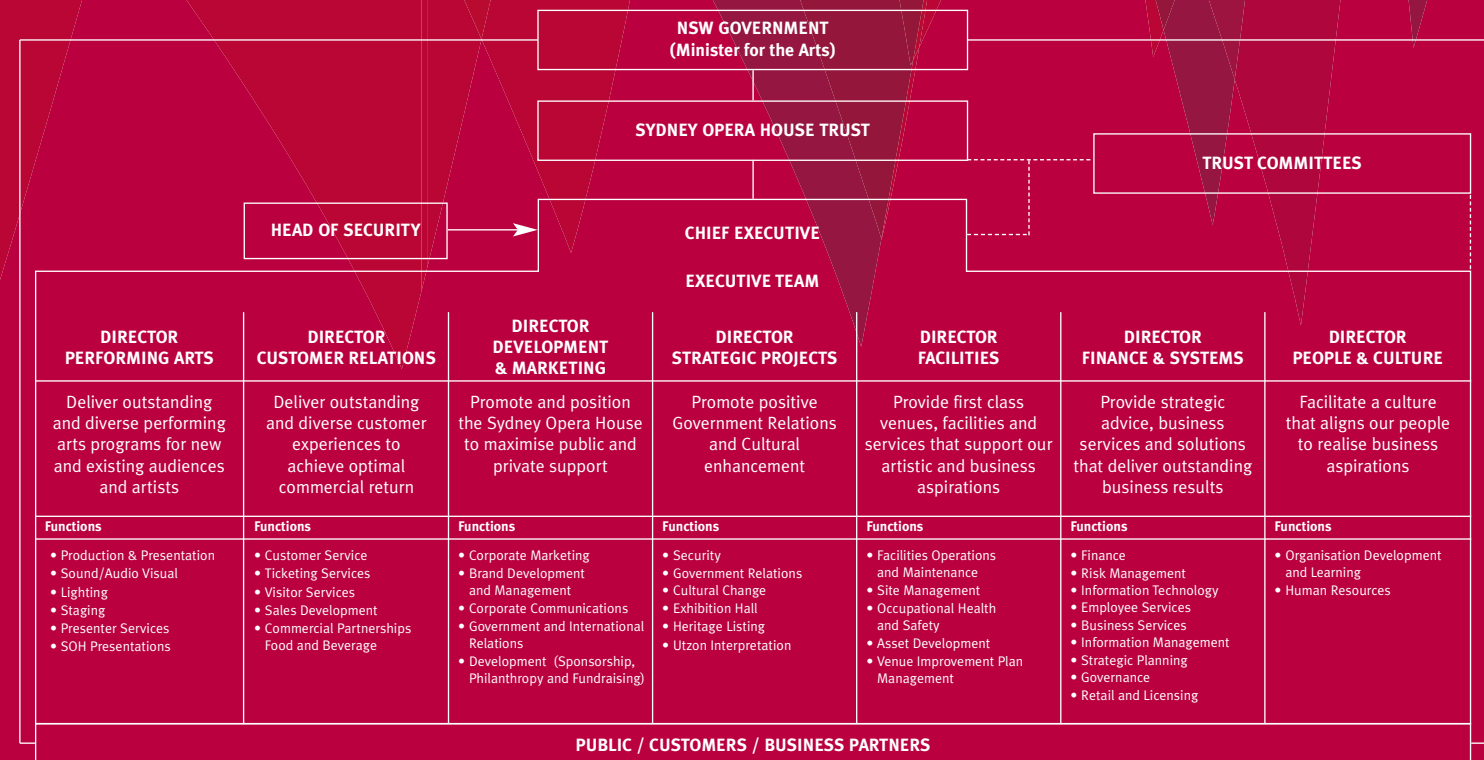 NSW GOVERNMENT
(Minister for the Arts)
SYDNEY OPERA HOUSE TRUST
TRUST COMMITTEES
HEAD OF SECURITY
CHIEF EXECUTIVE
EXECUTIVE TEAM
DIRECTOR
PERFORMING ARTS
Deliver outstanding
and diverse performing
arts programs for new
and existing audiences
and artists
Functions
• Production & Presentation
• Sound/Audio Visual
• Lighting
• Staging
• Presenter Services
• SOH Presentations
DIRECTOR
CUSTOMER RELATIONS
Deliver outstanding
and diverse customer
experiences to
achieve optimal
commercial return
Functions
• Customer Service
• Ticketing Services
• Visitor Services
• Sales Development
• Commercial Partnerships
Food and Beverage
DIRECTOR
DEVELOPMENT
& MARKETING
Promote and position
the Sydney Opera House
to maximise public and
private support
Functions
• Corporate Marketing
• Brand Development
and Management
• Corporate Communications
• Government and International
Relations
• Development (Sponsorship,
Philanthropy and Fundraising)
DIRECTOR
STRATEGIC PROJECTS
Promote positive
Government Relations
and Cultural
enhancement
Functions
• Security
• Government Relations
• Cultural Change
• Exhibition Hall
• Heritage Listing
• Utzon Interpretation
DIRECTOR
FACILITIES
Provide first class
venues, facilities and
services that support our
artistic and business
aspirations
Functions
• Facilities Operations
and Maintenance
• Site Management
• Occupational Health
and Safety
• Asset Development
• Venue Improvement Plan
Management
DIRECTOR
FINANCE & SYSTEMS
Provide strategic
advice, business
services and solutions
that deliver outstanding
business results
Functions
• Finance
• Risk Management
• Information Technology
• Employee Services
• Business Services
• Information Management
• Strategic Planning
• Governance
• Retail and Licensing
DIRECTOR
PEOPLE & CULTURE
Facilitate a culture
that aligns our people
to realise business
aspirations
Functions
• Organisation Development
and Learning
• Human Resources
PUBLIC / CUSTOMERS / BUSINESS PARTNERS